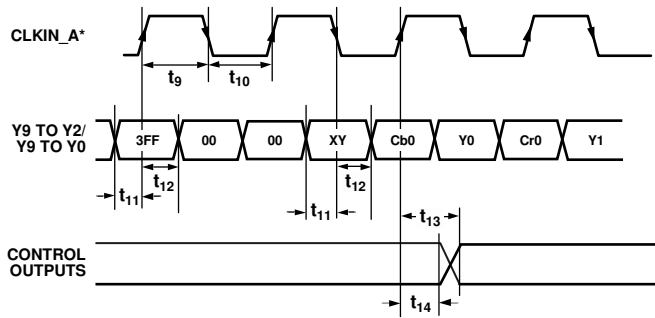 CLKIN_A*
t9
t10
Y9 TO Y2/
Y9 TO Y0
3FF
00
00
XY
Cb0
Y0
Cr0
Y1
t11
t12
t11
t12
t13
CONTROL
OUTPUTS
t14